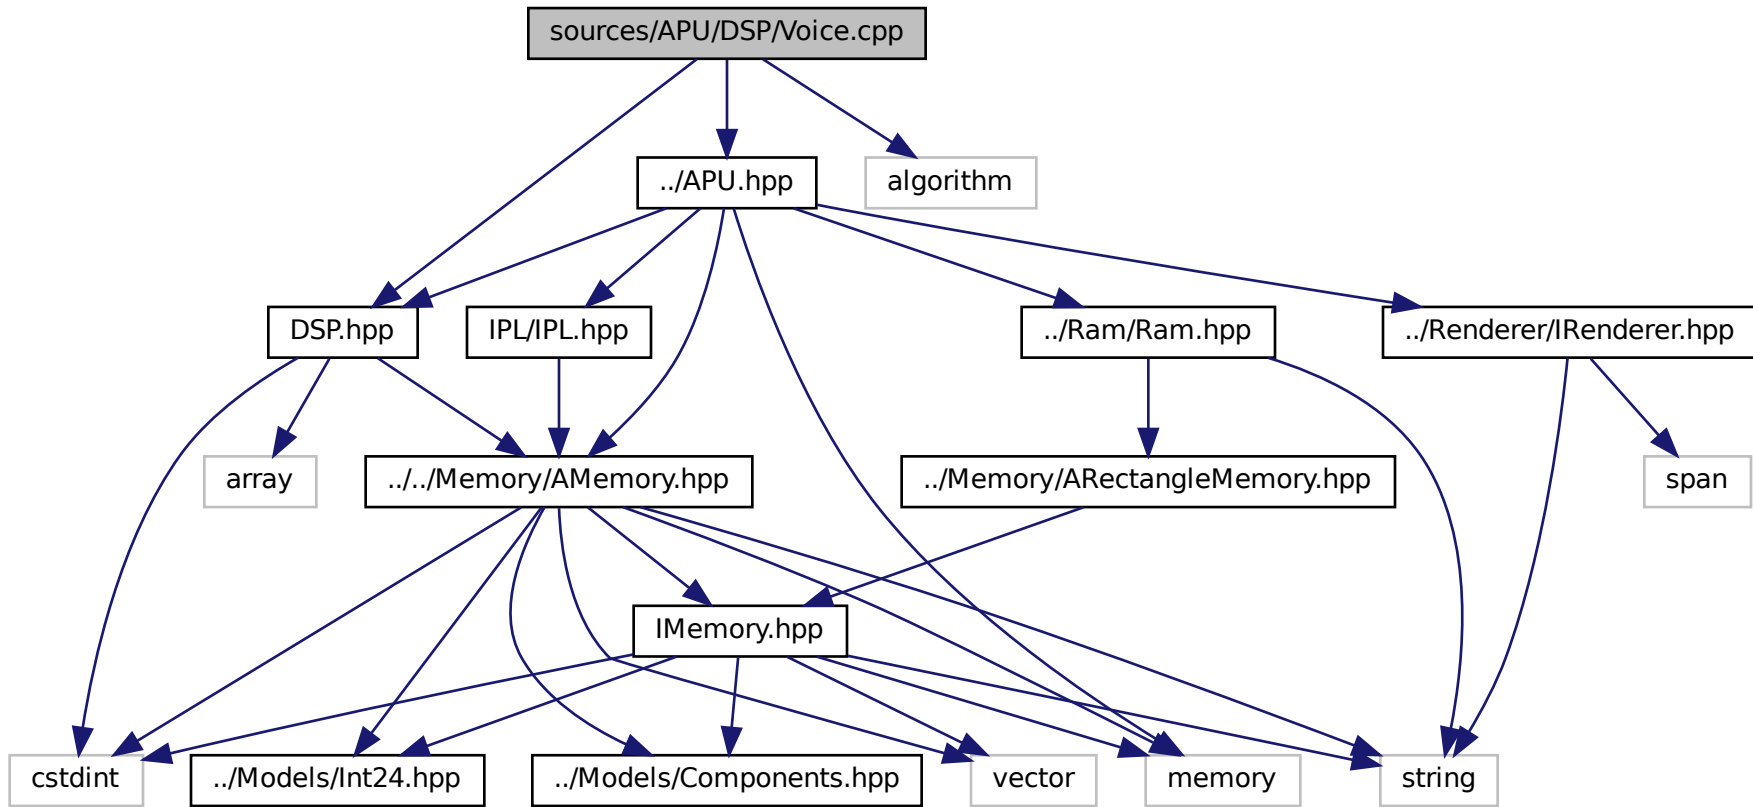 sources/APU/DSP/Voice.cpp
../APU.hpp
algorithm
DSP.hpp
IPL/IPL.hpp
../Ram/Ram.hpp
../Renderer/IRenderer.hpp
array
../../Memory/AMemory.hpp
../Memory/ARectangleMemory.hpp
span
IMemory.hpp
cstdint
../Models/Int24.hpp
../Models/Components.hpp
vector
memory
string